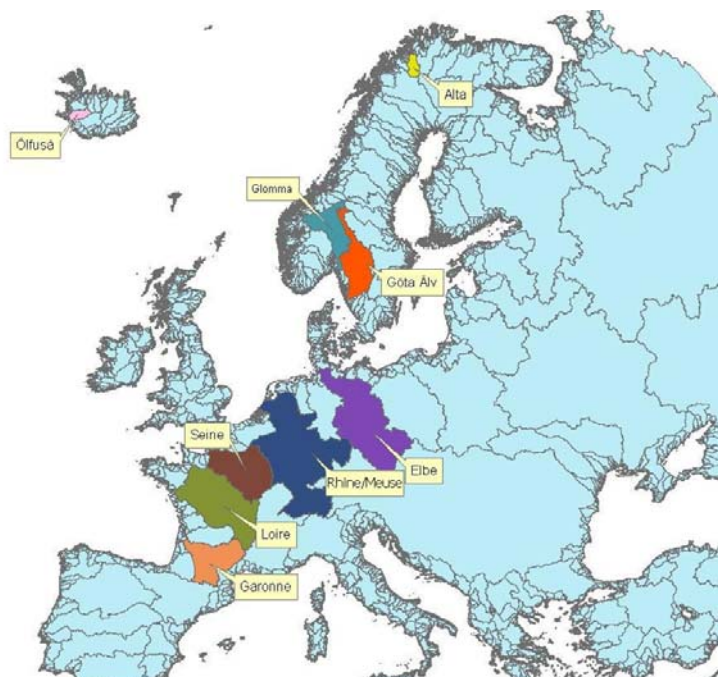 Alta
Ölfusá
Glomma
Göta Älv
Seine
Rhine/Meuse
Elbe
Loire
Garonne